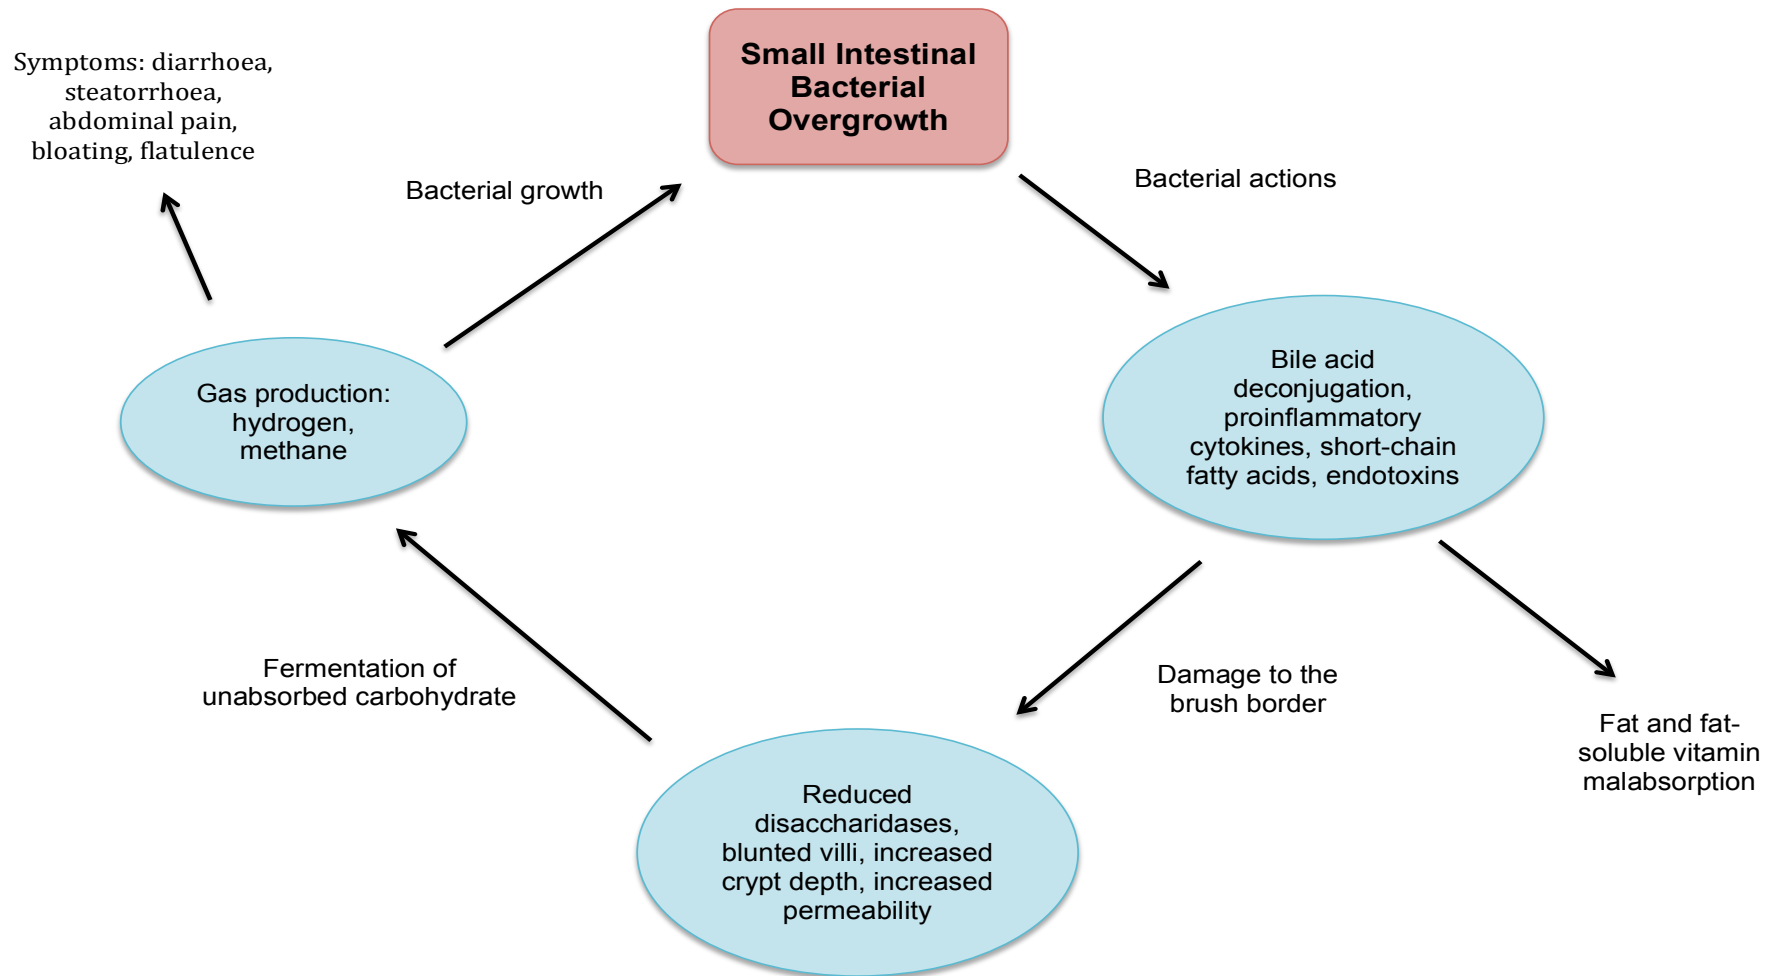 Small Intestinal
Bacterial
Overgrowth
Symptoms: diarrhoea,
steatorrhoea,
abdominal pain,
bloating, flatulence
Bacterial growth
Bacterial actions
Gas production:
hydrogen,
methane
Bile acid
deconjugation,
proinflammatory
cytokines, short-chain
fatty acids, endotoxins
Fermentation of
unabsorbed carbohydrate
Damage to the
brush border
Fat and fat-
soluble vitamin
malabsorption
Reduced
disaccharidases,
blunted villi, increased
crypt depth, increased
permeability